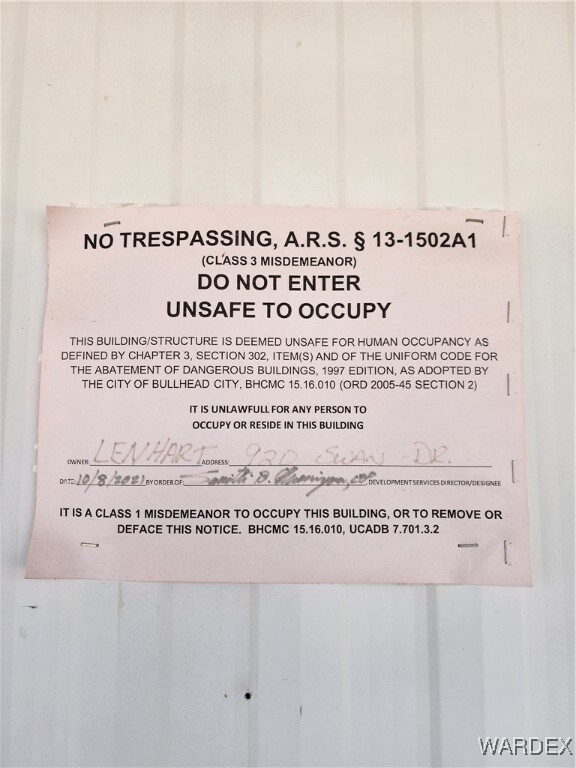 NO TRESPASSING, A.R.S. § 13-1502A1
(CLASS 3 MISDEMEANOR)
DO NOT ENTER
UNSAFE TO OCCUPY
THIS BUILDING/STRUCTURE IS DEEMED UNSAFE FOR HUMAN OCCUPANCY AS
DEFINED BY CHAPTER 3, SECTION 302, ITEM(S) AND OF THE UNIFORM CODE FOR
THE ABATEMENT OF DANGEROUS BUILDINGS, 1997 EDITION, AS ADOPTED BY
THE CITY OF BULLHEAD CITY, BHCMC 15.16.010 (ORD 2005-45 SECTION 2)
IT IS UNLAWFULL FOR ANY PERSON TO
OCCUPY OR RESIDE IN THIS BUILDING
OWNER: LENHART ADDRESS: 920 SWAN DR.
DATE: 10/8/2021 BY ORDER OF: DEVELOPMENT SERVICES DIRECTOR/DESIGNEE
IT IS A CLASS 1 MISDEMEANOR TO OCCUPY THIS BUILDING, OR TO REMOVE OR
DEFACE THIS NOTICE. BHCMC 15.16.010, UCADB 7.701.3.2
WARDEX